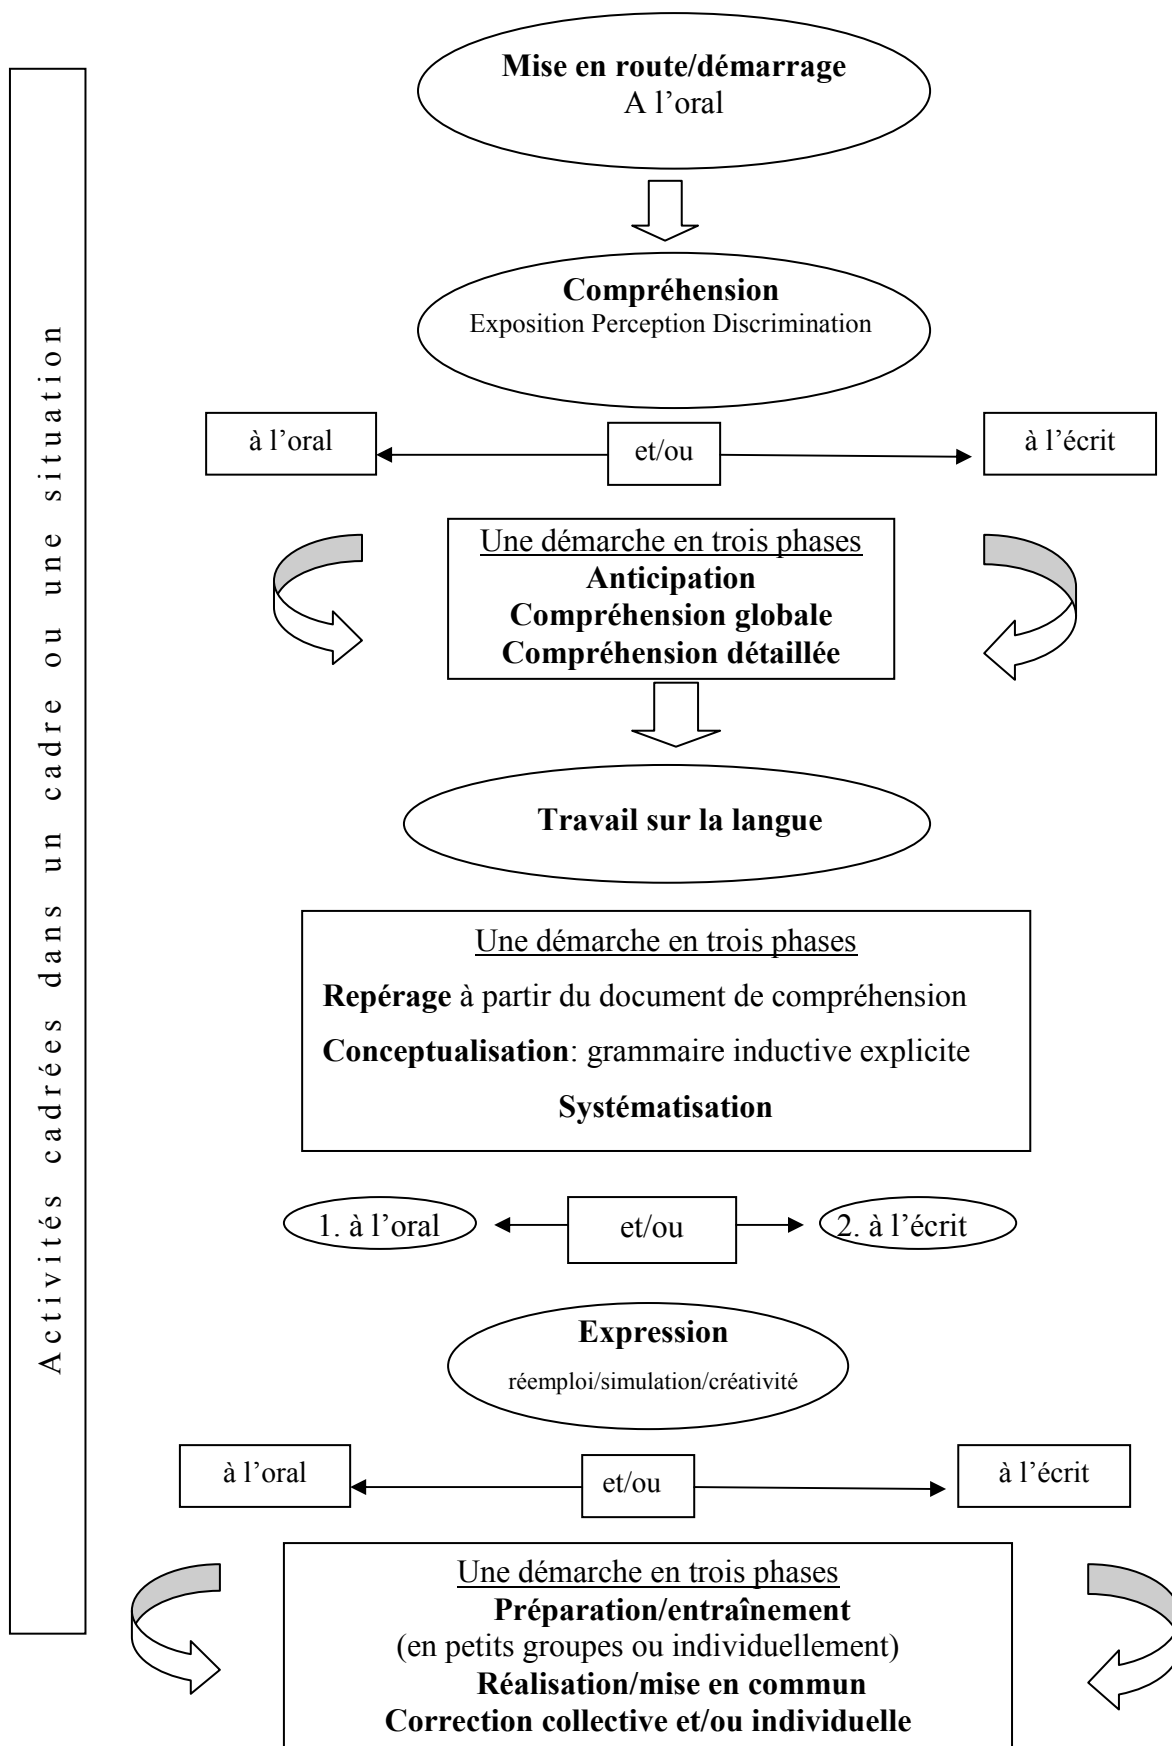 Mise en route/démarrage
A l’oral
Activités cadrées dans un cadre ou une situation
Compréhension
Exposition Perception Discrimination
à l’oral
et/ou
à l’écrit
Une démarche en trois phases
Anticipation
Compréhension globale
Compréhension détaillée
Travail sur la langue
Une démarche en trois phases
Repérage à partir du document de compréhension
Conceptualisation: grammaire inductive explicite
Systématisation
1. à l’oral
et/ou
2. à l’écrit
Expression
réemploi/simulation/créativité
à l’oral
et/ou
à l’écrit
Une démarche en trois phases
Préparation/entraînement
(en petits groupes ou individuellement)
Réalisation/mise en commun
Correction collective et/ou individuelle